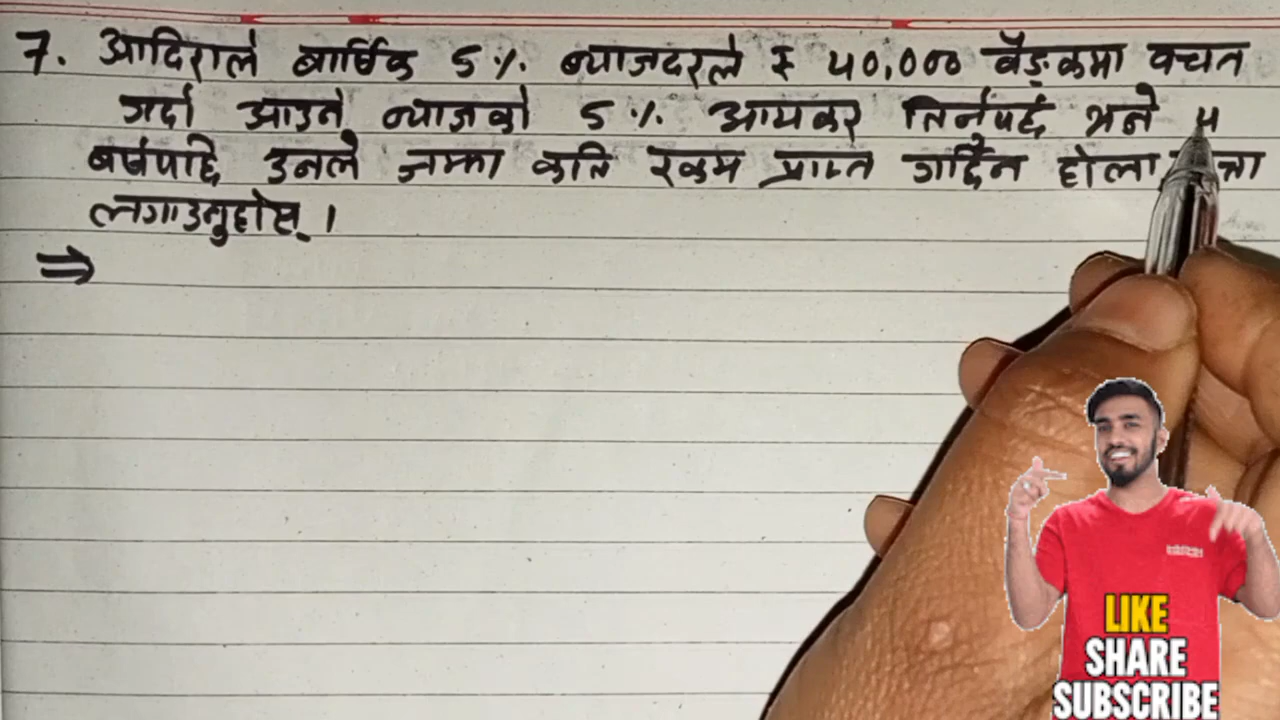 7. आदिराले बार्षिक 5% ब्याजदरले रु 40,000 बैङ्कमा बचत
गर्दा आउने ब्याजको 5% आयकर तिर्नुपर्छ भने 4
बर्षपछि उनले जम्मा कति रकम प्राप्त गर्छिन होला
लगाउनुहोस् ।
⇒
LIKE
SHARE
SUBSCRIBE